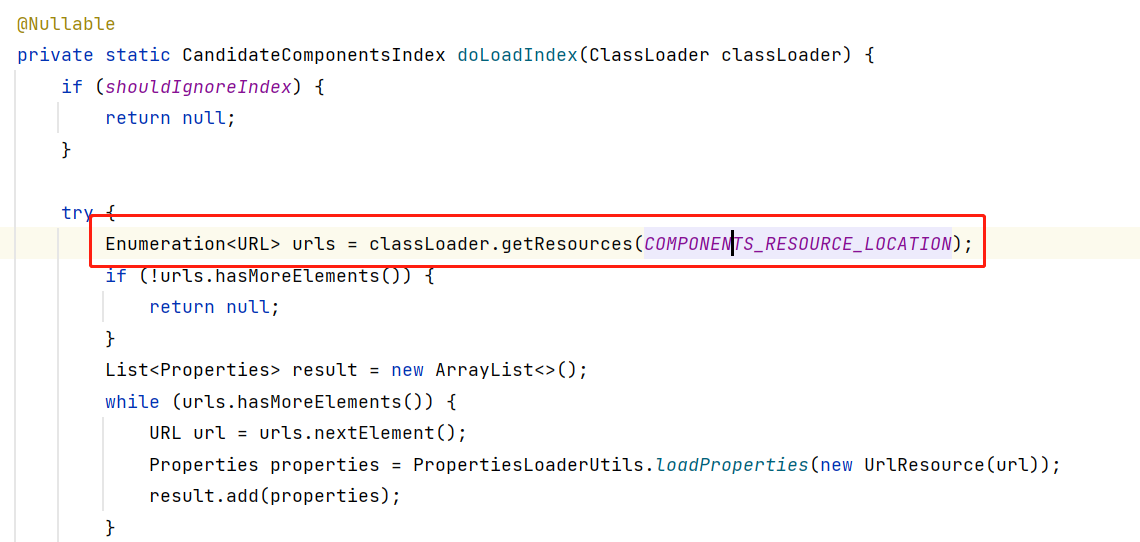 @Nullable
private static CandidateComponentsIndex doLoadIndex(ClassLoader classLoader) {
if (shouldIgnoreIndex) {
return null;
}
try {
Enumeration<URL> urls = classLoader.getResources(COMPONENTS_RESOURCE_LOCATION);
if (!urls.hasMoreElements()) {
return null;
}
List<Properties> result = new ArrayList<>();
while (urls.hasMoreElements()) {
URL url = urls.nextElement();
Properties properties = PropertiesLoaderUtils.loadProperties(new UrlResource(url));
result.add(properties);
}